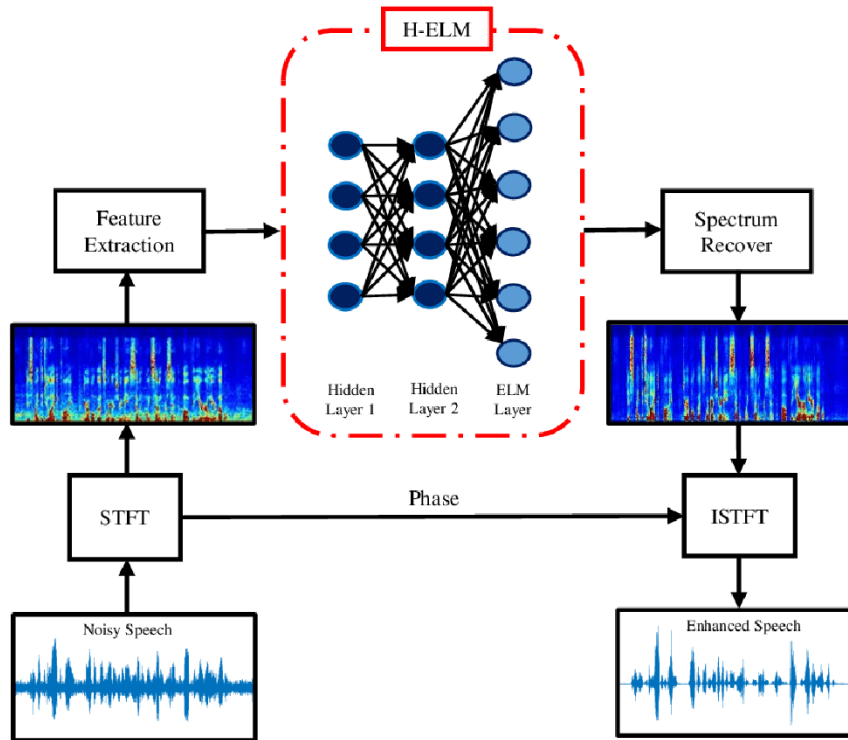 H-ELM
Feature
Extraction
Spectrum
Recover
Hidden
Layer 1
Hidden
Layer 2
ELM
Layer
STFT
Phase
ISTFT
Noisy Speech
Enhanced Speech